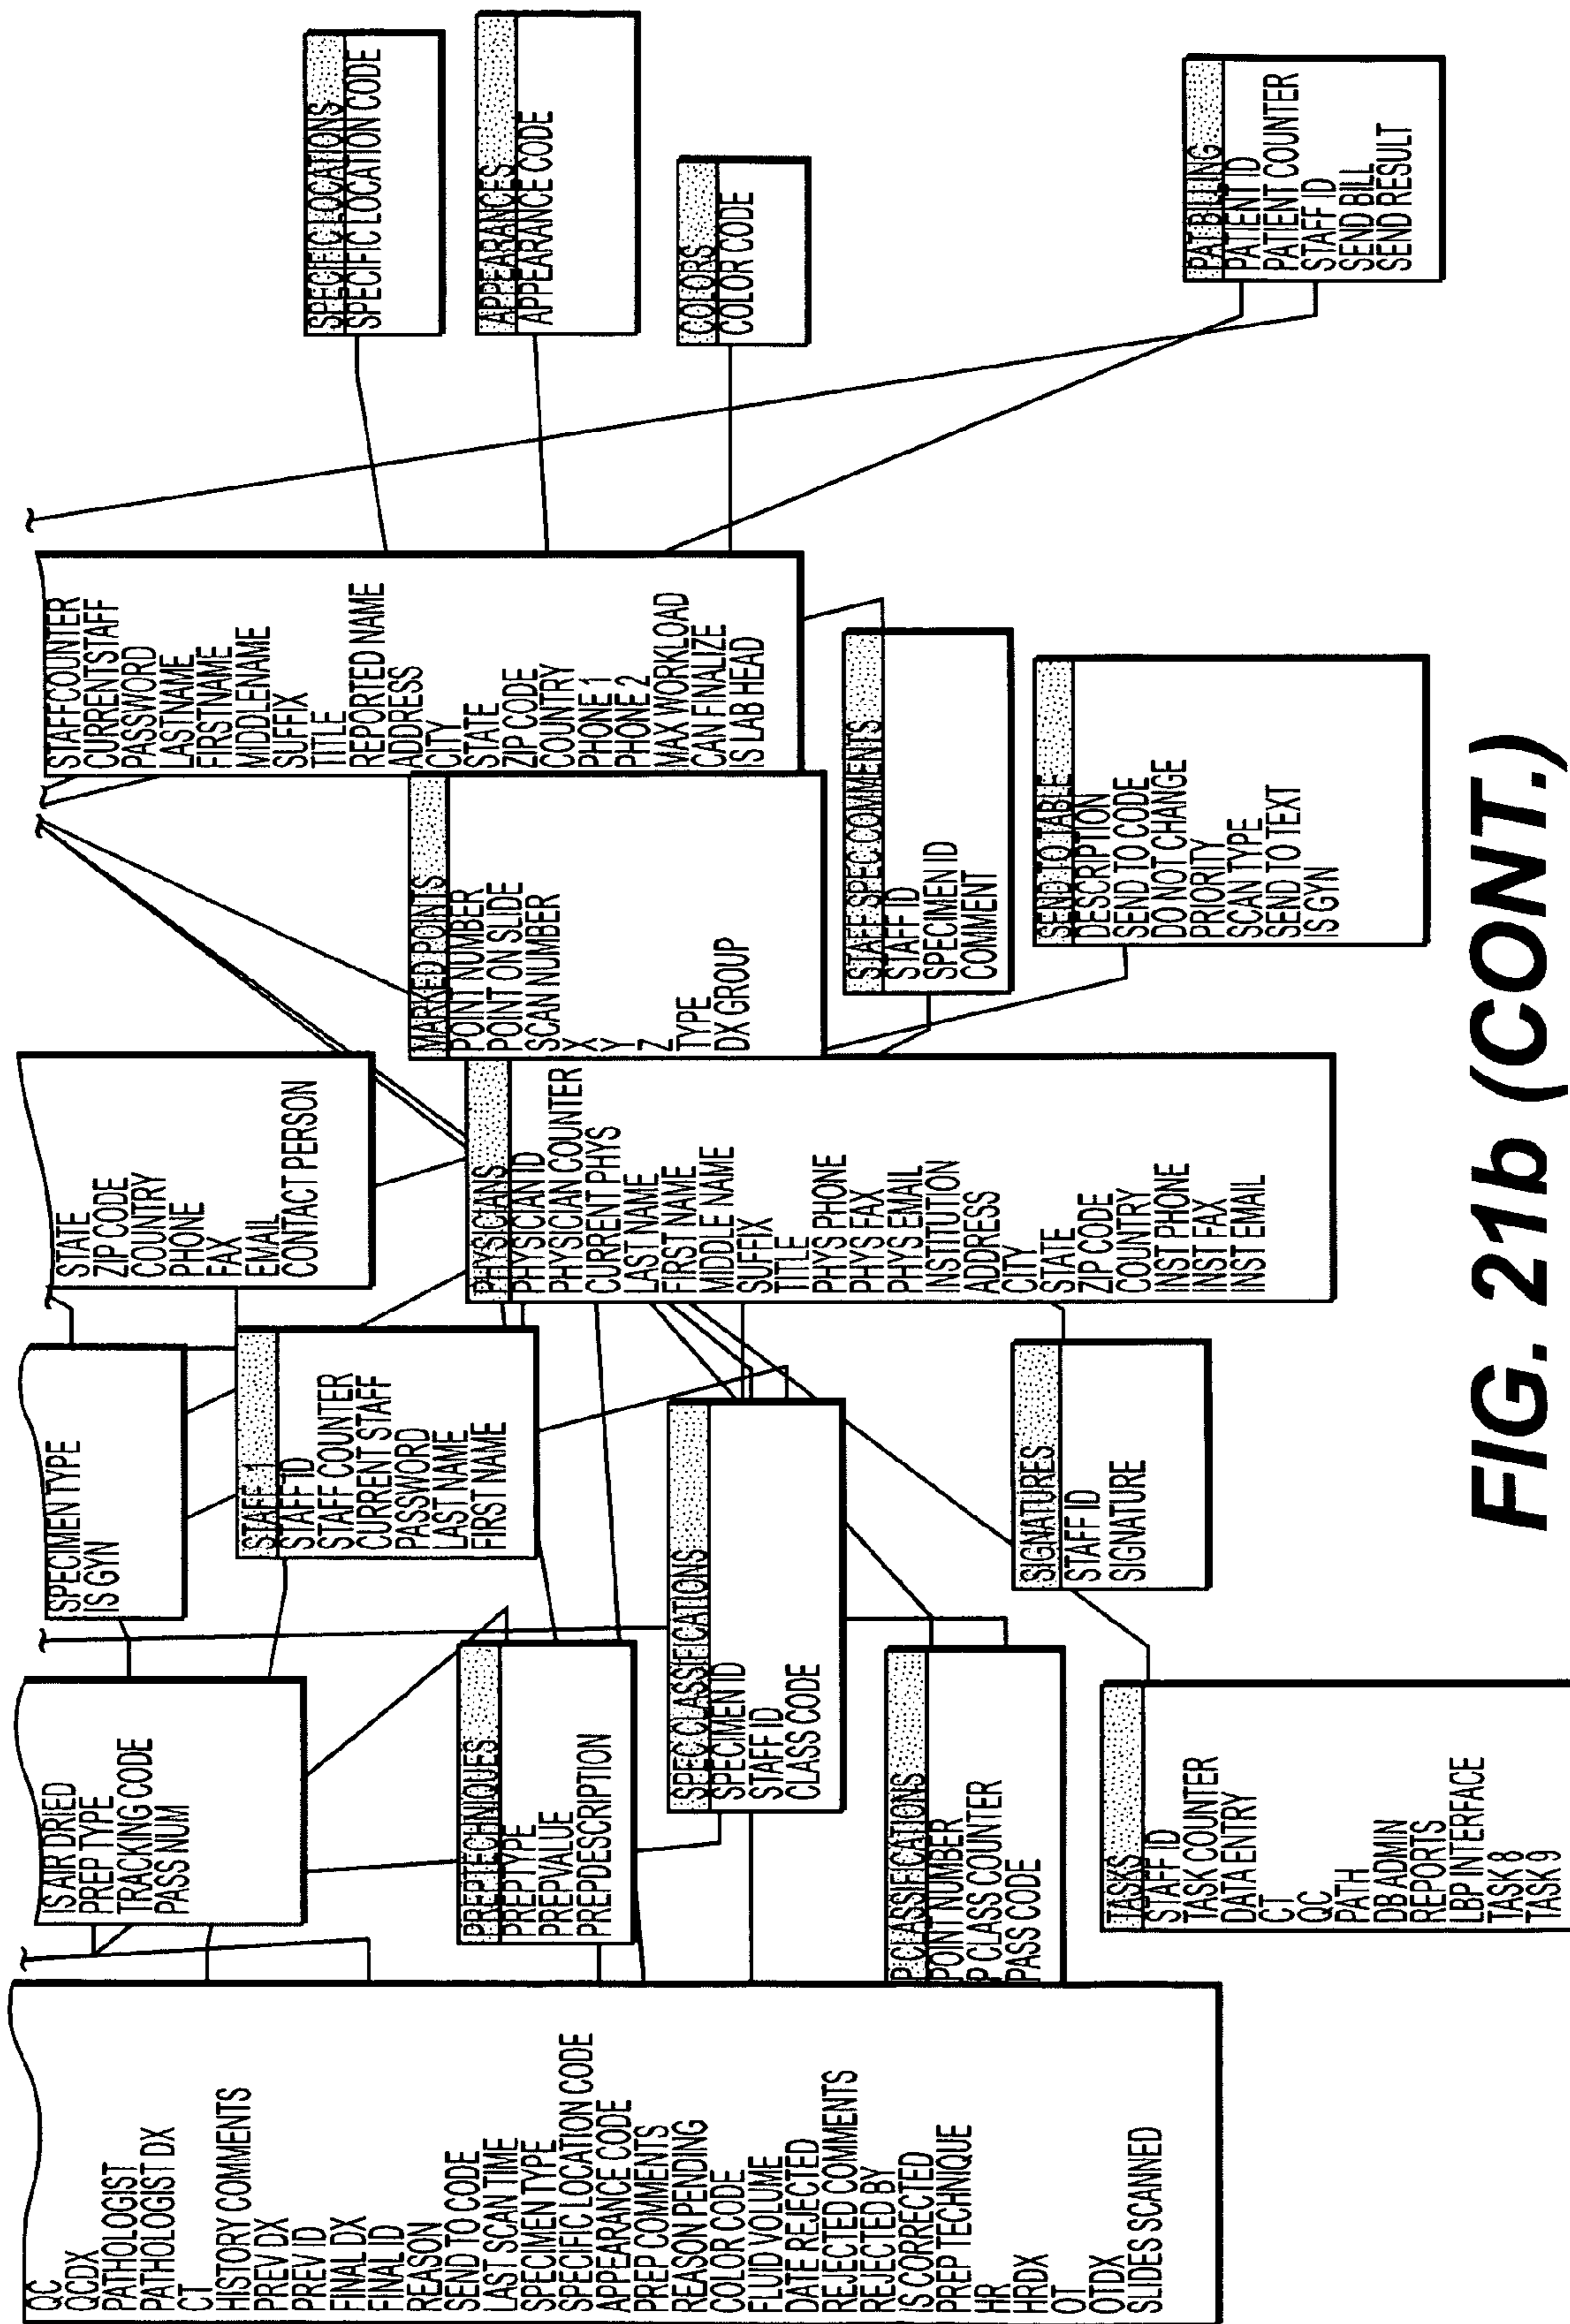 QC
QCDX
PATHOLOGIST
PATHOLOGIST DX
CT
HISTORY COMMENTS
PREV DX
PREV ID
FINAL DX
FINAL ID
REASON
SEND TO CODE
LAST SCAN TIME
SPECIMEN TYPE
SPECIFIC LOCATION CODE
APPEARANCE CODE
PREP COMMENTS
REASON PENDING
COLOR CODE
FLUID VOLUME
DATE REJECTED
REJECTED COMMENTS
REJECTED BY
IS CORRECTED
PREP TECHNIQUE
HR
HRDX
OT
OTDX
SLIDES SCANNED
IS AIR DRIED
PREP TYPE
TRACKING CODE
PASS NUM
PREPTECHNIQUES
PREPTYPE
PREPVALUE
PREPDESCRIPTION
SPEC CLASSIFICATIONS
SPECIMEN ID
STAFF ID
CLASS CODE
P CLASSIFICATIONS
POINT NUMBER
P CLASS COUNTER
PASS CODE
TASKS
STAFF ID
TASK COUNTER
DATA ENTRY
CT
QC
PATH
DB ADMIN
REPORTS
LBP INTERFACE
TASK 8
TASK 9
SPECIMEN TYPE
IS GYN
STAFF 1
STAFF ID
STAFF COUNTER
CURRENT STAFF
PASSWORD
LAST NAME
FIRST NAME
SIGNATURES
STAFF ID
SIGNATURE
STATE
ZIP CODE
COUNTRY
PHONE
FAX
EMAIL
CONTACT PERSON
PHYSICIANS
PHYSICIAN ID
PHYSICIAN COUNTER
CURRENT PHYS
LAST NAME
FIRST NAME
MIDDLE NAME
SUFFIX
TITLE
PHYS PHONE
PHYS FAX
PHYS EMAIL
INSTITUTION
ADDRESS
CITY
STATE
ZIP CODE
COUNTRY
INST PHONE
INST FAX
INST EMAIL
MARKED POINTS
POINT NUMBER
POINT ON SLIDE
SCAN NUMBER
X
Y
Z
TYPE
DX GROUP
STAFF SPEC COMMENTS
STAFF ID
SPECIMEN ID
COMMENT
SEND TO TABLE
DESCRIPTION
SEND TO CODE
DO NOT CHANGE
PRIORITY
SCAN TYPE
SEND TO TEXT
IS GYN
STAFFCOUNTER
CURRENTSTAFF
PASSWORD
LASTNAME
FIRSTNAME
MIDDLENAME
SUFFIX
TITLE
REPORTED NAME
ADDRESS
CITY
STATE
ZIP CODE
COUNTRY
PHONE 1
PHONE 2
MAX WORKLOAD
CAN FINALIZE
IS LAB HEAD
SPECIFIC LOCATIONS
SPECIFIC LOCATION CODE
APPEARANCES
APPEARANCE CODE
COLORS
COLOR CODE
PAT BILLING
PATIENT ID
PATIENT COUNTER
STAFF ID
SEND BILL
SEND RESULT
FIG. 21b (CONT.)